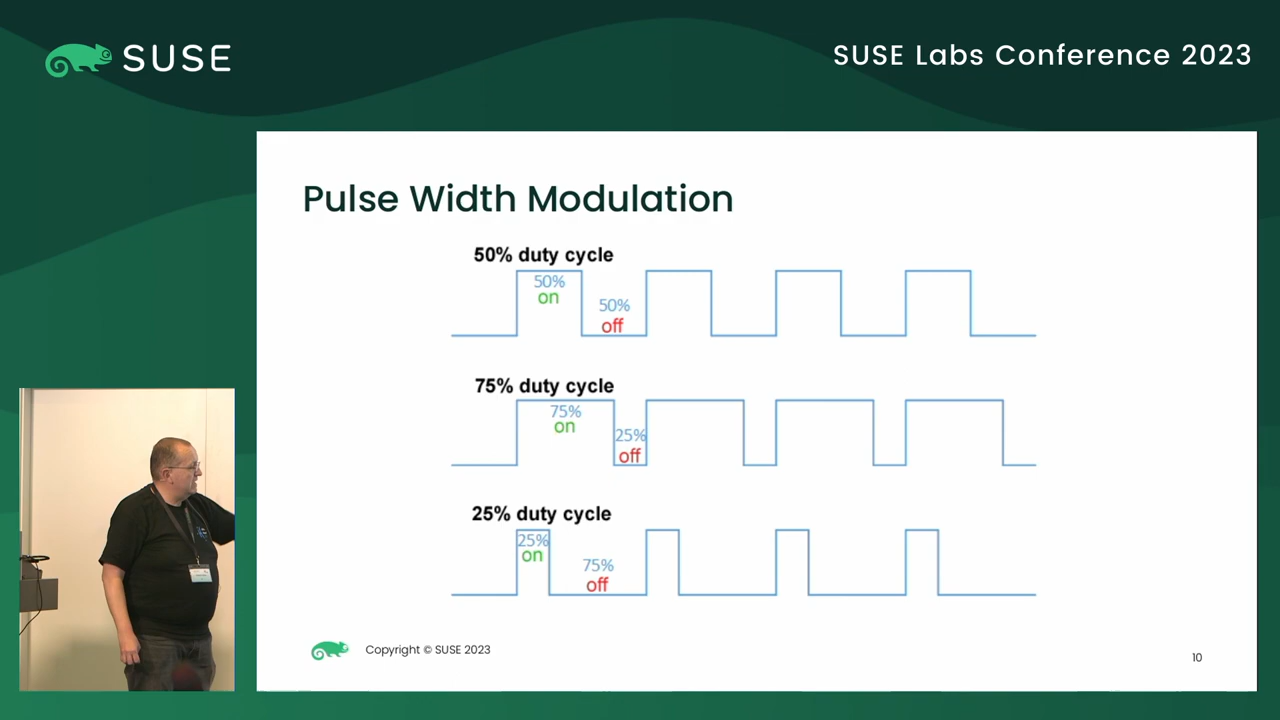 SUSE
SUSE Labs Conference 2023
Pulse Width Modulation
50% duty cycle
50%
on
50%
off
75% duty cycle
75%
on
25%
off
25% duty cycle
25%
on
75%
off
Copyright © SUSE 2023
10